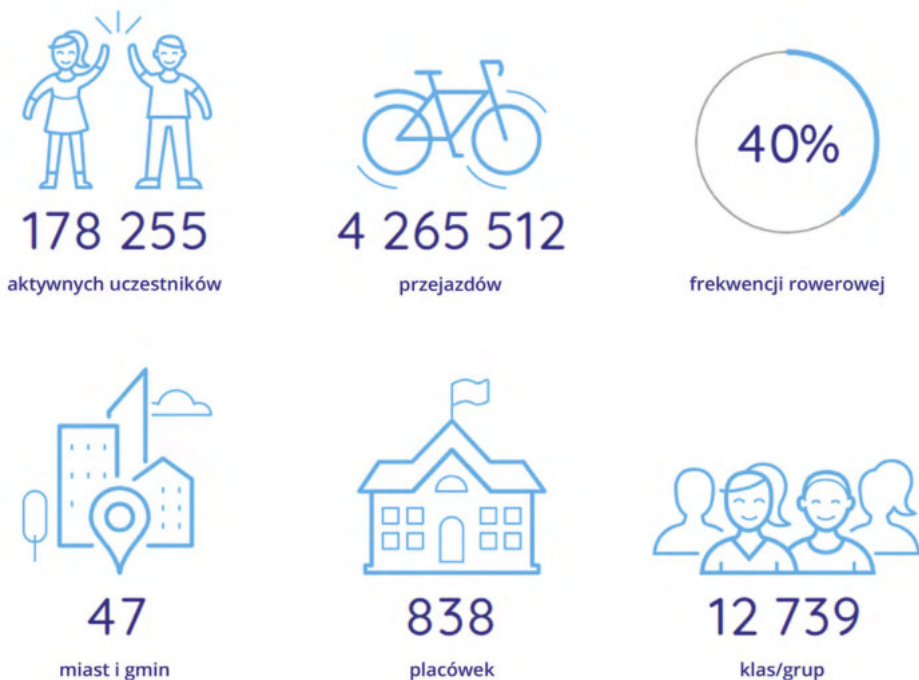 178 255
aktywnych uczestników
4 265 512
przejazdów
40%
frekwencji rowerowej
47
miast i gmin
838
placówek
12 739
klas/grup